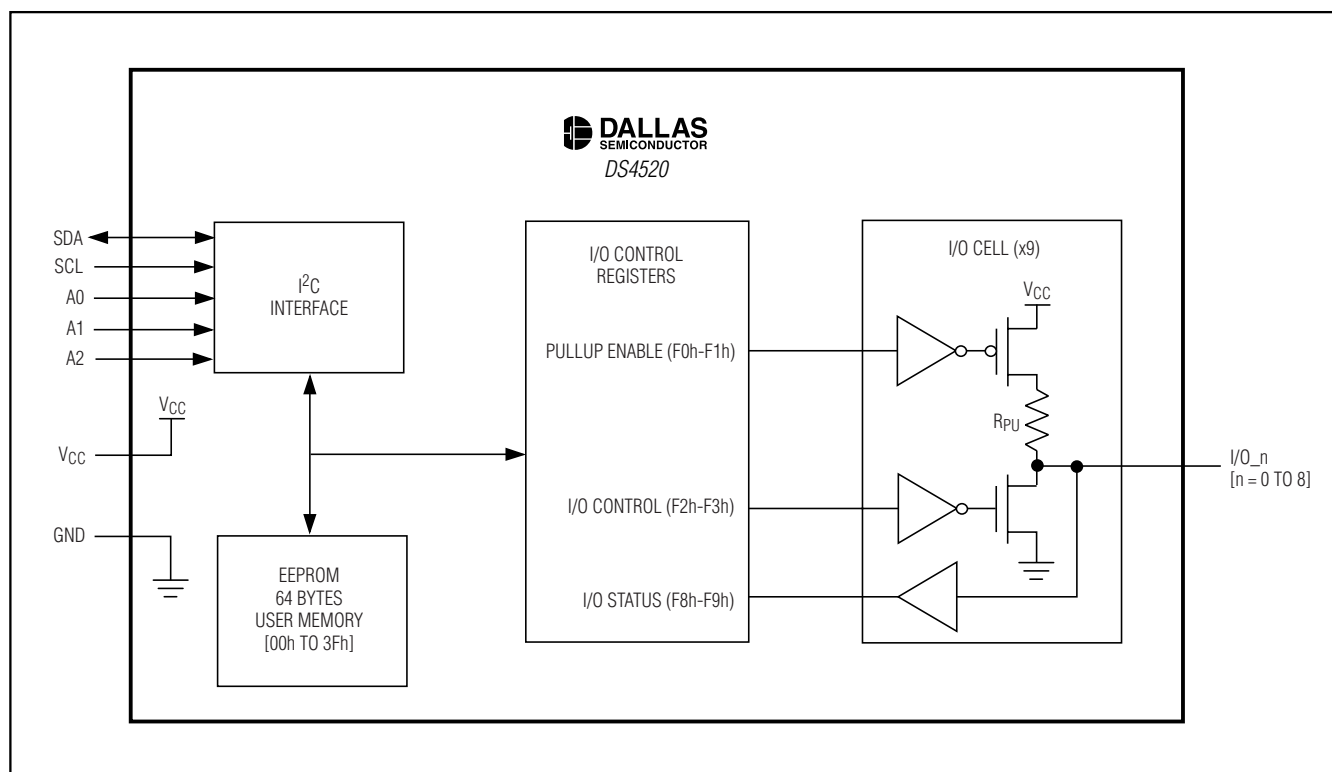 DALLAS
SEMICONDUCTOR
DS4520
SDA
SCL
A0
A1
A2
I²C
INTERFACE
VCC
VCC
GND
EEPROM
64 BYTES
USER MEMORY
[00h TO 3Fh]
I/O CONTROL
REGISTERS
PULLUP ENABLE (F0h-F1h)
I/O CONTROL (F2h-F3h)
I/O STATUS (F8h-F9h)
I/O CELL (x9)
VCC
RPU
I/O_n
[n = 0 TO 8]